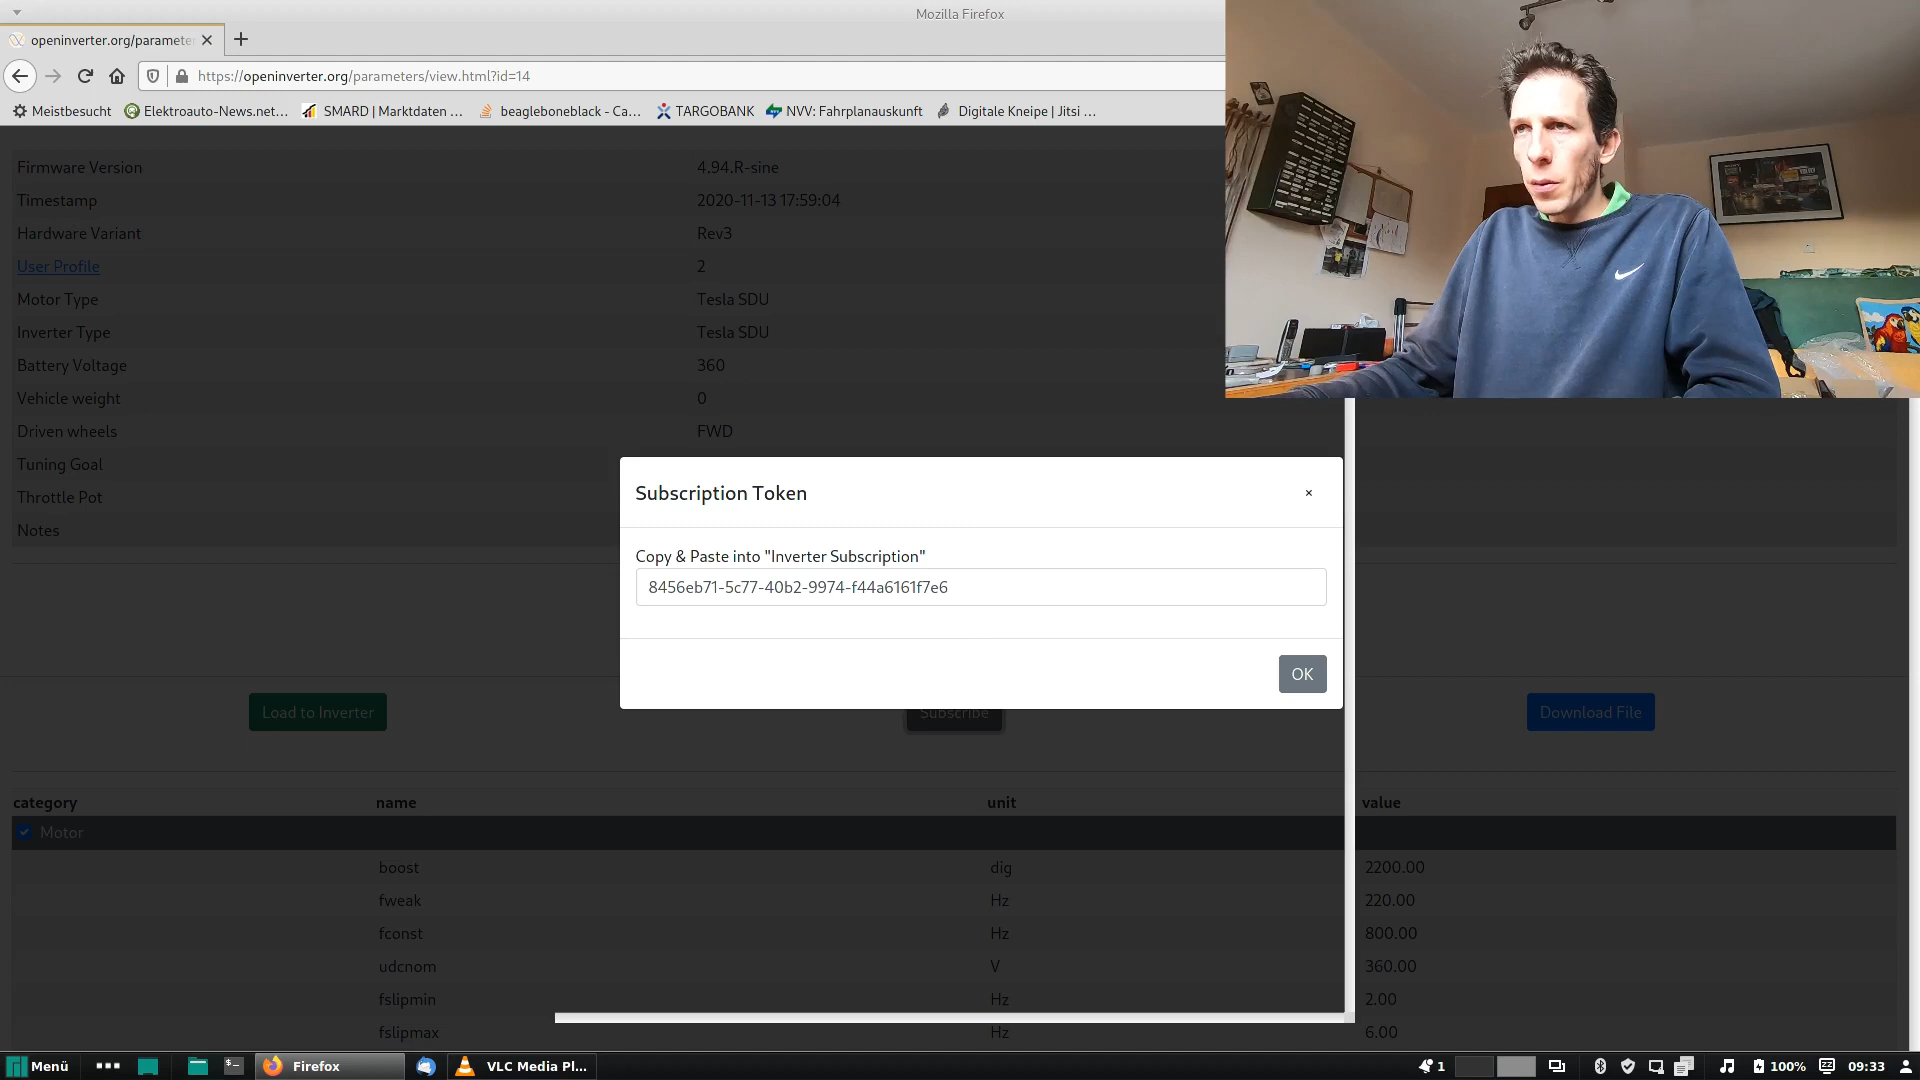 Mozilla Firefox
openinverter.org/paramete
https://openinverter.org/parameters/view.html?id=14
Meistbesucht
Elektroauto-News.net...
SMARD | Marktdaten ...
beagleboneblack - Ca...
TARGOBANK
NVV: Fahrplanauskunft
Digitale Kneipe | Jitsi ...
Firmware Version 4.94.R-sine
Timestamp 2020-11-13 17:59:04
Hardware Variant Rev3
User Profile 2
Motor Type Tesla SDU
Inverter Type Tesla SDU
Battery Voltage 360
Vehicle weight 0
Driven wheels FWD
Tuning Goal
Throttle Pot
Notes
Subscription Token ×
Copy & Paste into "Inverter Subscription"
8456eb71-5c77-40b2-9974-f44a6161f7e6
OK
Load to Inverter Subscribe Download File
category name unit value
Motor
boost dig 2200.00
fweak Hz 220.00
fconst Hz 800.00
udcnom V 360.00
fslipmin Hz 2.00
fslipmax Hz 6.00
Menü Firefox VLC Media Pl... 1 100% 09:33